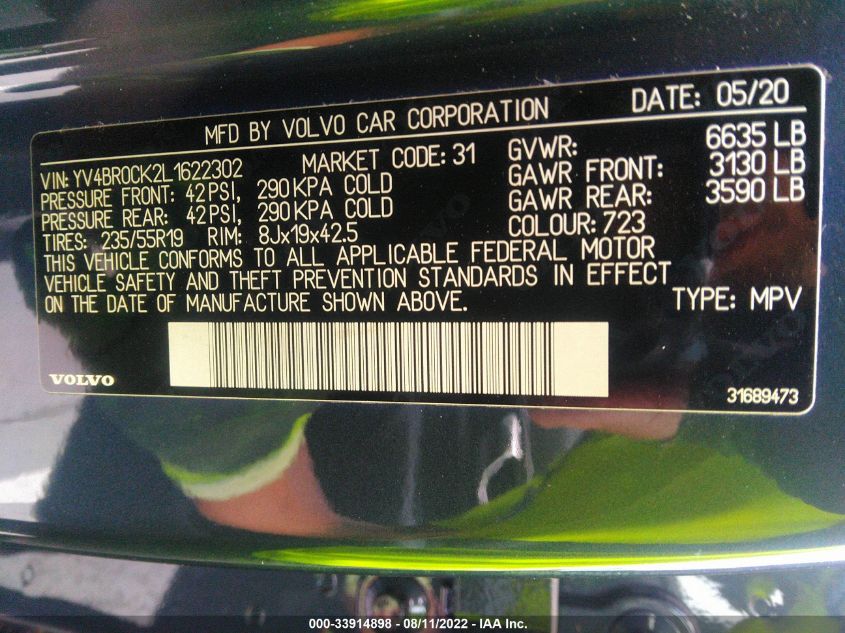 MFD BY VOLVO CAR CORPORATION DATE: 05/20
VIN: YV4BR0CK2L1622302 MARKET CODE: 31 GVWR: 6635 LB
PRESSURE FRONT: 42 PSI, 290 KPA COLD GAWR FRONT: 3130 LB
PRESSURE REAR: 42 PSI, 290 KPA COLD GAWR REAR: 3590 LB
TIRES: 235/55R19 RIM: 8Jx19x42.5 COLOUR: 723
THIS VEHICLE CONFORMS TO ALL APPLICABLE FEDERAL MOTOR
VEHICLE SAFETY AND THEFT PREVENTION STANDARDS IN EFFECT
ON THE DATE OF MANUFACTURE SHOWN ABOVE. TYPE: MPV
VOLVO 31689473
000-33914898 - 08/11/2022 - IAA Inc.